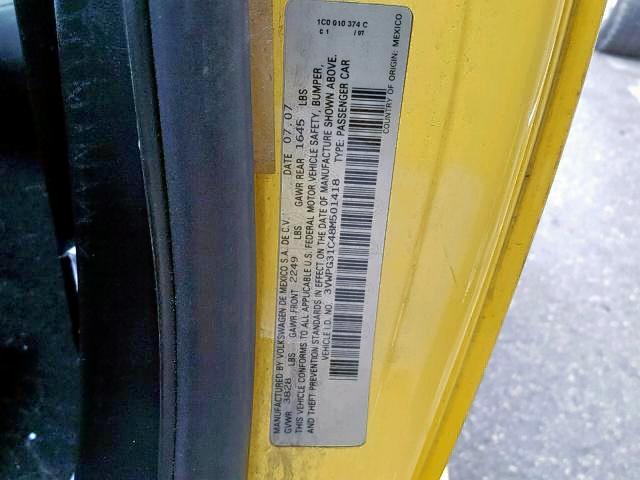 MANUFACTURED BY VOLKSWAGEN DE MEXICO S.A. DE C.V. DATE 07.07
GVWR 3828 LBS GAWR FRONT 2249 LBS GAWR REAR 1645 LBS
THIS VEHICLE CONFORMS TO ALL APPLICABLE U.S. FEDERAL MOTOR VEHICLE SAFETY, BUMPER,
AND THEFT PREVENTION STANDARDS IN EFFECT ON THE DATE OF MANUFACTURE SHOWN ABOVE.
VEHICLE I.D. NO. 3VWPG31C48M501418 TYPE: PASSENGER CAR
COUNTRY OF ORIGIN: MEXICO
1C0 010 374 C
C 1 / 07